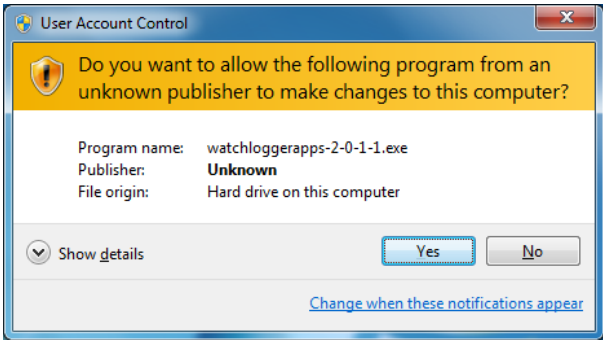 User Account Control
Do you want to allow the following program from an
unknown publisher to make changes to this computer?
Program name: watchloggerapps-2-0-1-1.exe
Publisher: Unknown
File origin: Hard drive on this computer
Show details
Yes
No
Change when these notifications appear